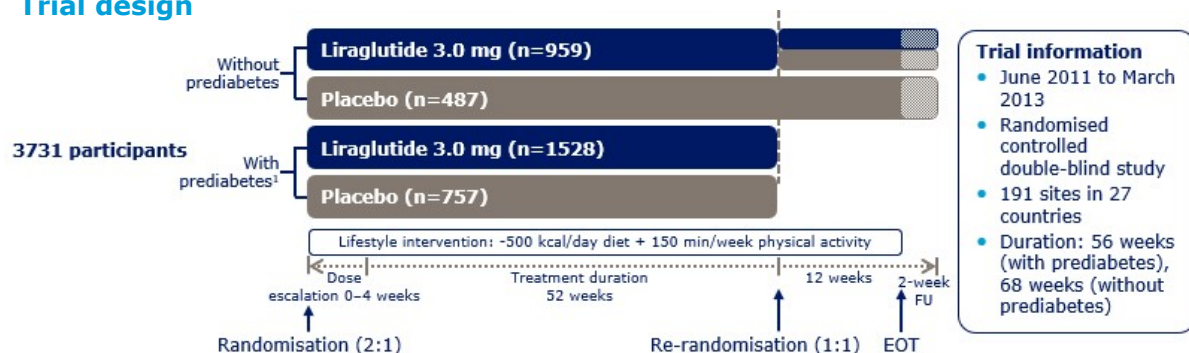 Trial design
Without
prediabetes
Liraglutide 3.0 mg (n=959)
Placebo (n=487)
3731 participants
With
prediabetes¹
Liraglutide 3.0 mg (n=1528)
Placebo (n=757)
Lifestyle intervention: -500 kcal/day diet + 150 min/week physical activity
Dose
escalation 0–4 weeks
Treatment duration
52 weeks
12 weeks
2-week
FU
Randomisation (2:1)
Re-randomisation (1:1)
EOT
Trial information
• June 2011 to March
2013
• Randomised
controlled
double-blind study
• 191 sites in 27
countries
• Duration: 56 weeks
(with prediabetes),
68 weeks (without
prediabetes)